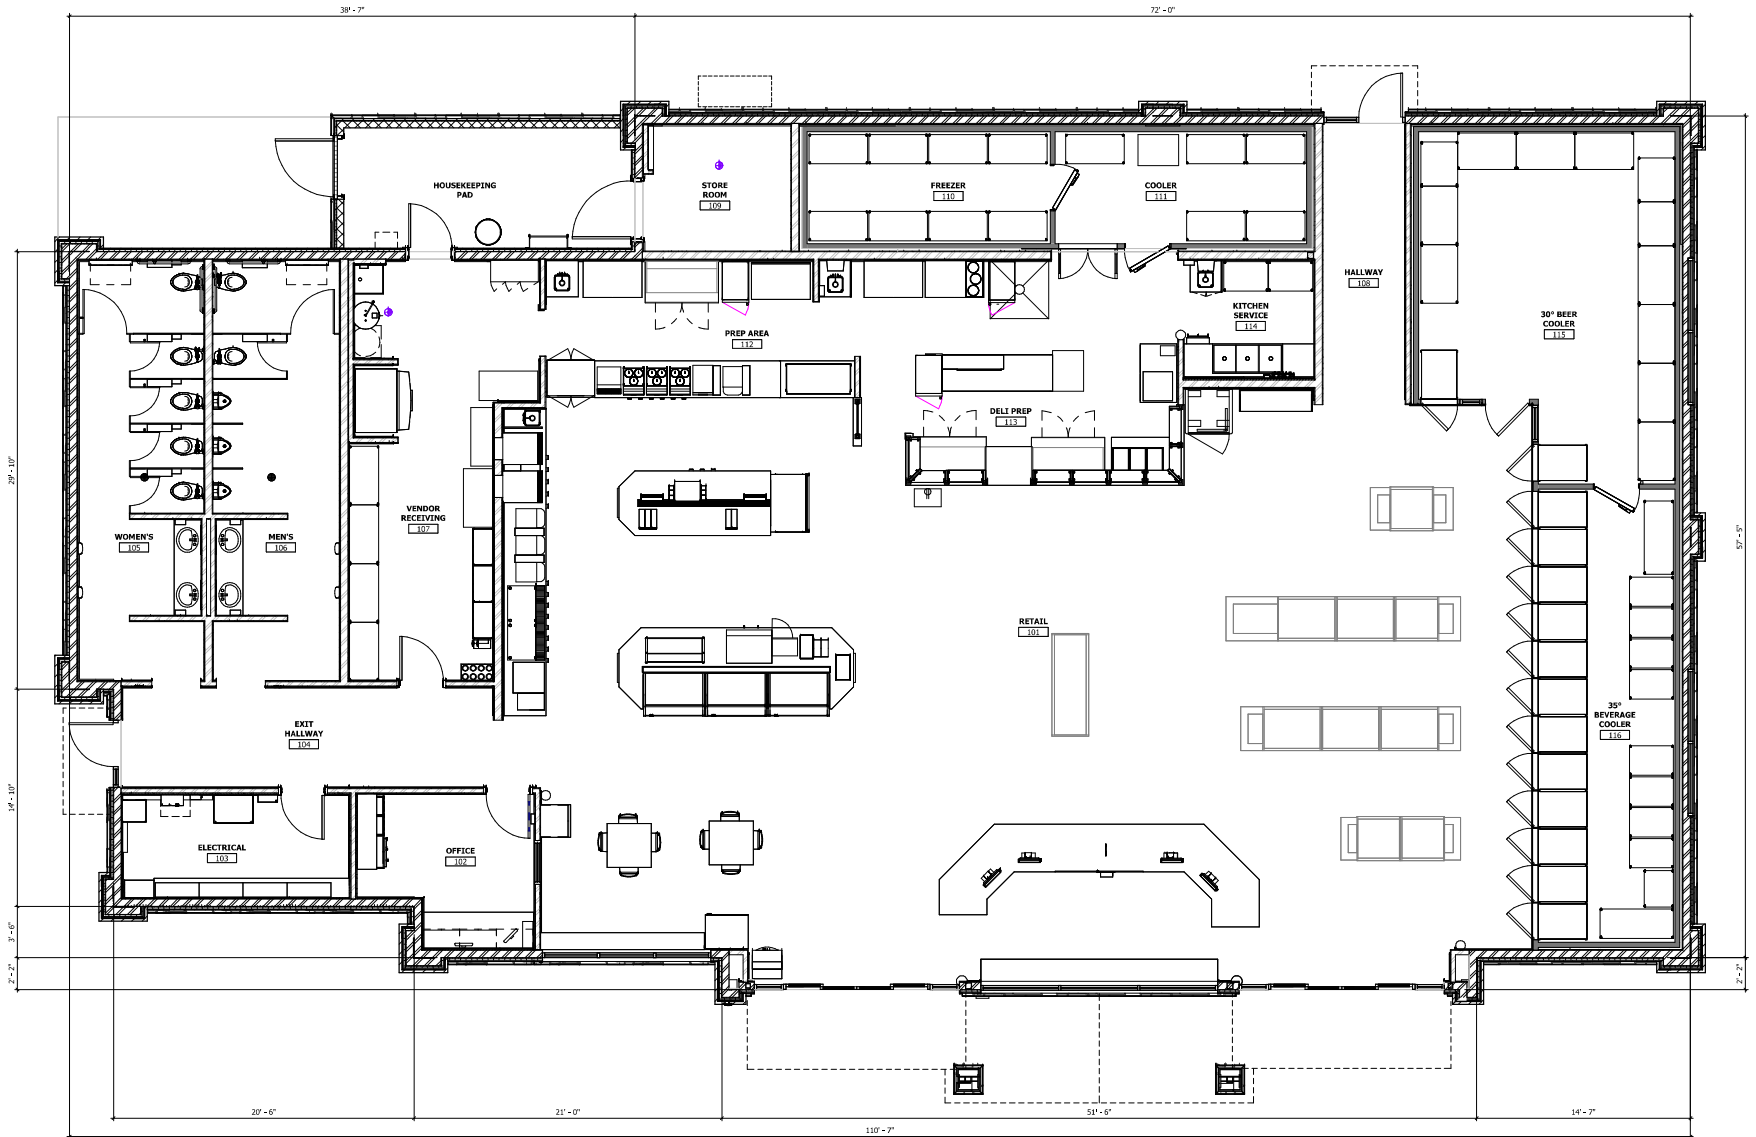 38' - 7"
72' - 0"
HOUSEKEEPING
PAD
STORE
ROOM
109
FREEZER
110
COOLER
111
HALLWAY
108
KITCHEN
SERVICE
114
30° BEER
COOLER
115
PREP AREA
112
DELI PREP
113
29' - 10"
WOMEN'S
105
MEN'S
106
VENDOR
RECEIVING
107
57' - 5"
RETAIL
101
35°
BEVERAGE
COOLER
116
EXIT
HALLWAY
104
14' - 10"
ELECTRICAL
103
OFFICE
102
3' - 6"
2' - 2"
2' - 2"
20' - 6"
21' - 0"
51' - 6"
14' - 7"
110' - 7"